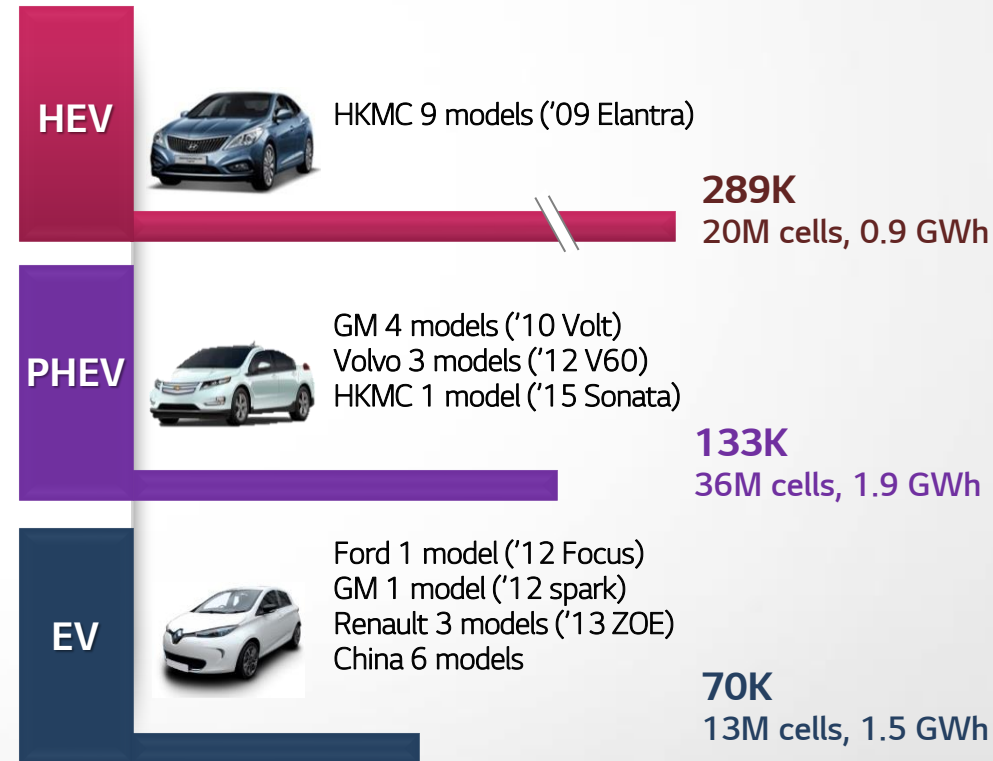 HEV
HKMC 9 models ('09 Elantra)
289K
20M cells, 0.9 GWh
PHEV
GM 4 models ('10 Volt)
Volvo 3 models ('12 V60)
HKMC 1 model ('15 Sonata)
133K
36M cells, 1.9 GWh
EV
Ford 1 model ('12 Focus)
GM 1 model ('12 spark)
Renault 3 models ('13 ZOE)
China 6 models
70K
13M cells, 1.5 GWh